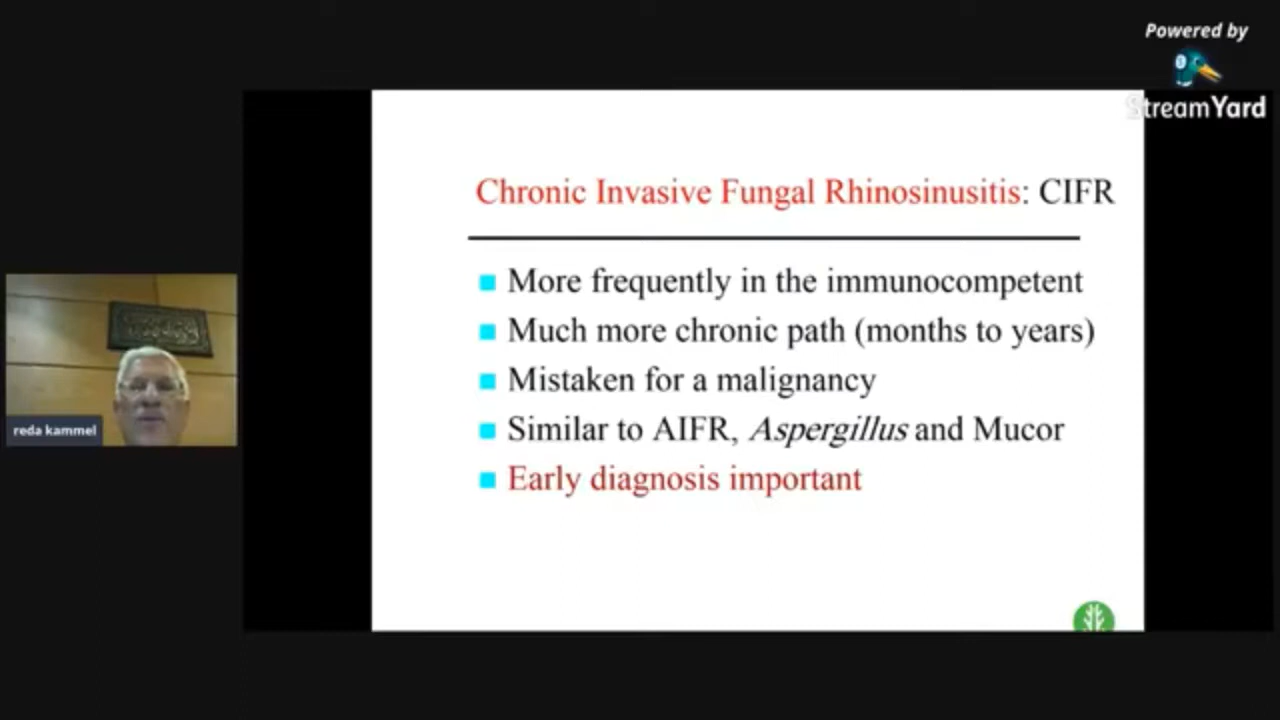 Powered by
StreamYard
Chronic Invasive Fungal Rhinosinusitis: CIFR
More frequently in the immunocompetent
Much more chronic path (months to years)
Mistaken for a malignancy
Similar to AIFR, Aspergillus and Mucor
Early diagnosis important
reda kammel